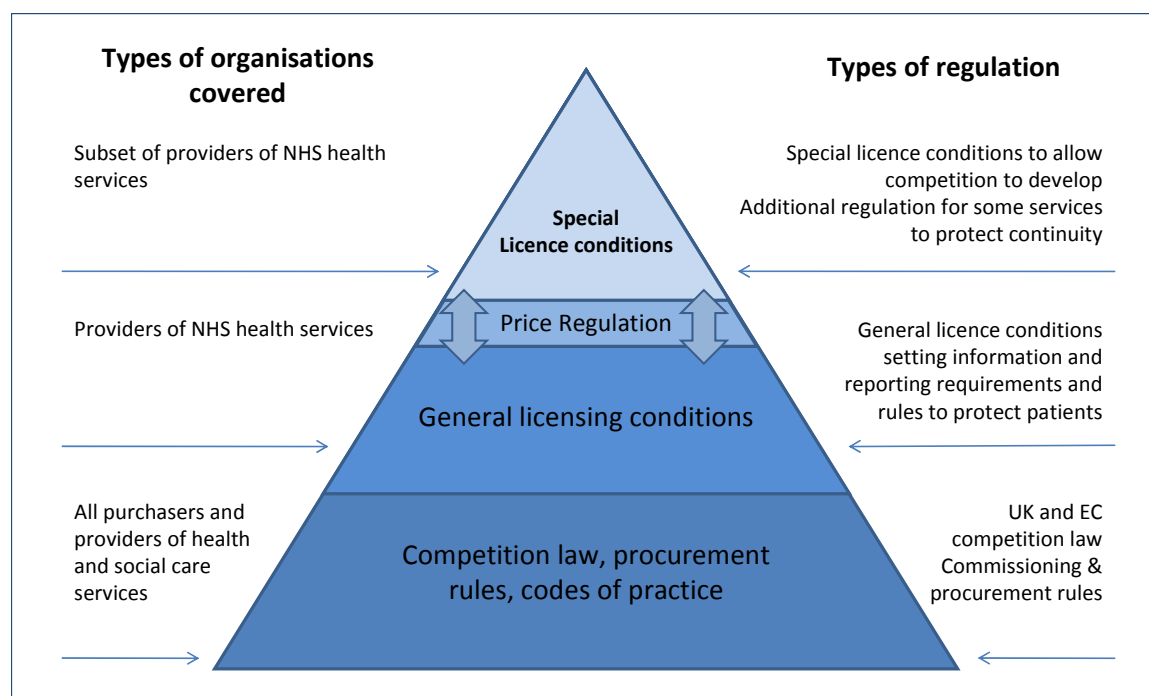 Types of organisations
covered
Types of regulation
Subset of providers of NHS health
services
Special licence conditions to allow
competition to develop
Additional regulation for some services
to protect continuity
Special
Licence conditions
Providers of NHS health services
Price Regulation
General licence conditions
setting information and
reporting requirements and
rules to protect patients
General licensing conditions
All purchasers and
providers of health
and social care
services
Competition law, procurement
rules, codes of practice
UK and EC
competition law
Commissioning &
procurement rules